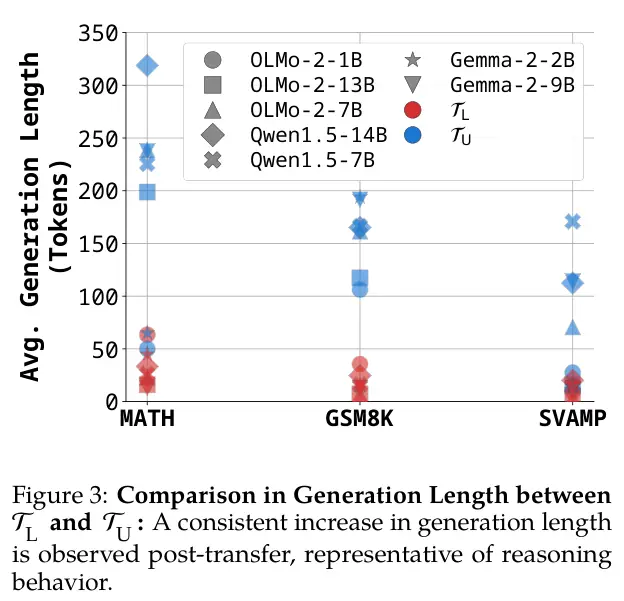 350
300
250
200
150
100
50
0
Avg. Generation Length
(Tokens)
OLMo-2-1B
OLMo-2-13B
OLMo-2-7B
Qwen1.5-14B
Qwen1.5-7B
Gemma-2-2B
Gemma-2-9B
𝒯L
𝒯U
MATH GSM8K SVAMP
Figure 3: Comparison in Generation Length between
𝒯L and 𝒯U: A consistent increase in generation length
is observed post-transfer, representative of reasoning
behavior.